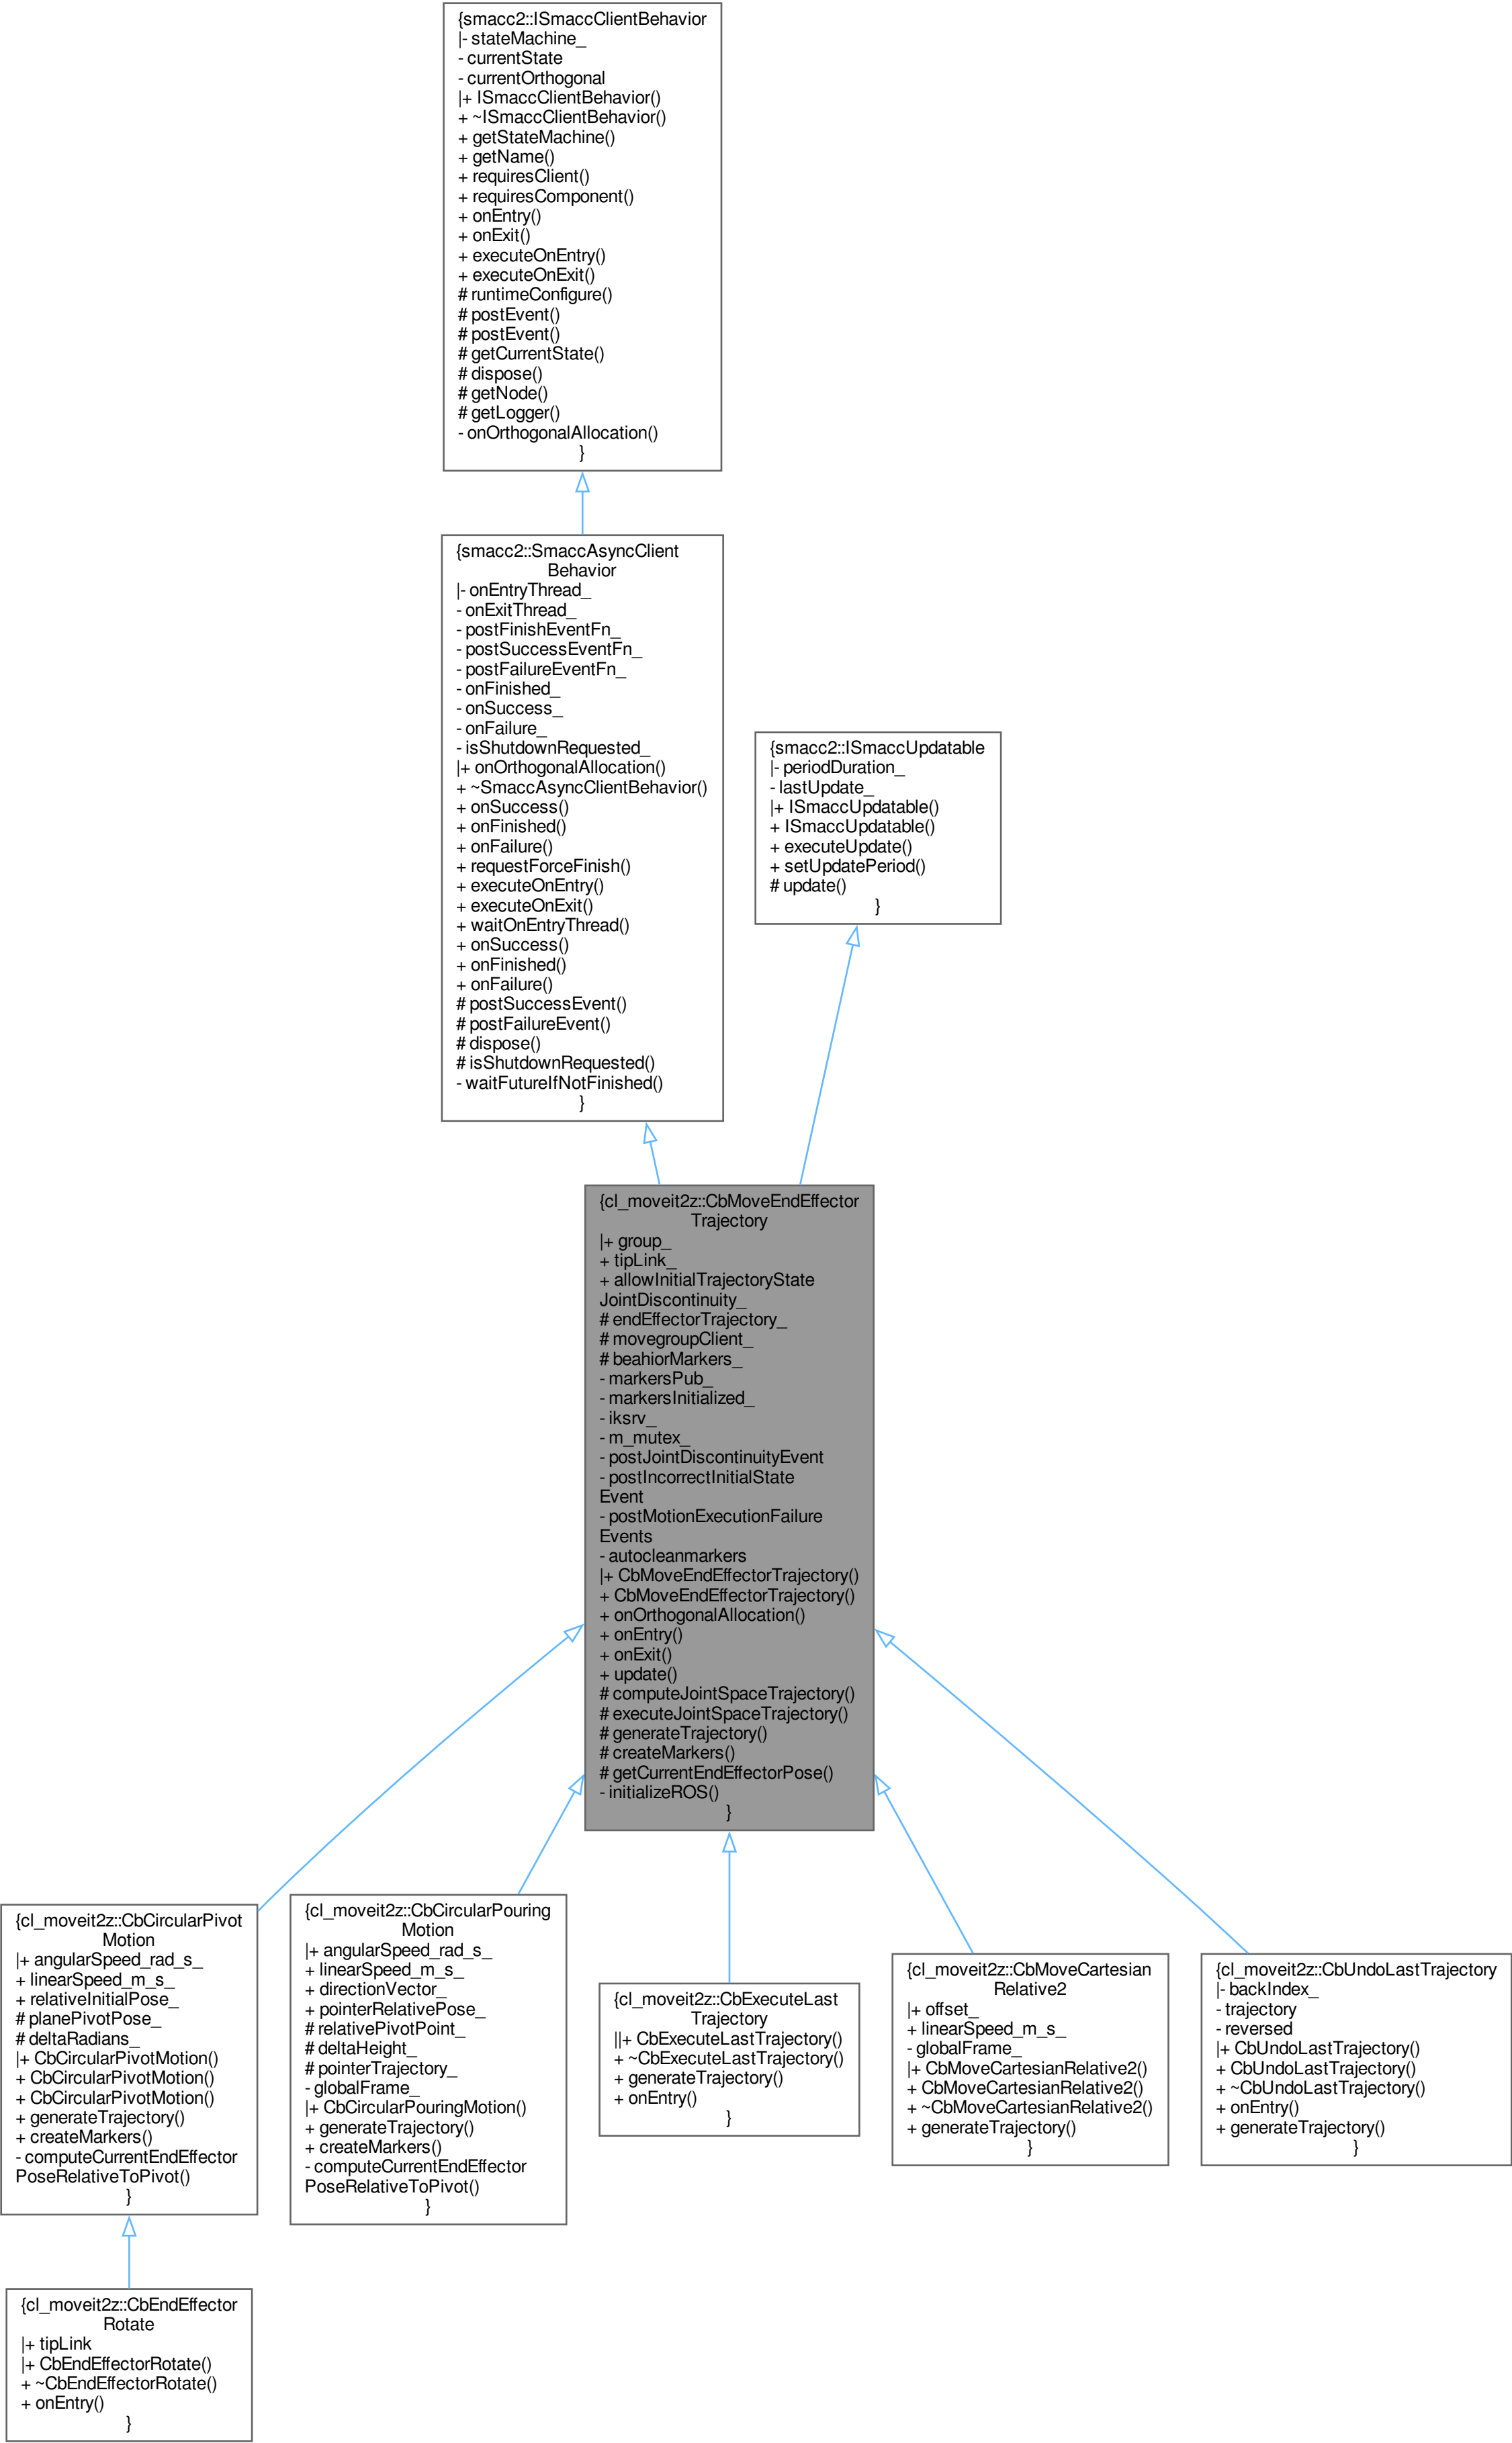 {smacc2::ISmaccClientBehavior
|- stateMachine_
- currentState
- currentOrthogonal
|+ ISmaccClientBehavior()
+ ~ISmaccClientBehavior()
+ getStateMachine()
+ getName()
+ requiresClient()
+ requiresComponent()
+ onEntry()
+ onExit()
+ executeOnEntry()
+ executeOnExit()
# runtimeConfigure()
# postEvent()
# postEvent()
# getCurrentState()
# dispose()
# getNode()
# getLogger()
- onOrthogonalAllocation()
}
{smacc2::SmaccAsyncClient
Behavior
|- onEntryThread_
- onExitThread_
- postFinishEventFn_
- postSuccessEventFn_
- postFailureEventFn_
- onFinished_
- onSuccess_
- onFailure_
- isShutdownRequested_
|+ onOrthogonalAllocation()
+ ~SmaccAsyncClientBehavior()
+ onSuccess()
+ onFinished()
+ onFailure()
+ requestForceFinish()
+ executeOnEntry()
+ executeOnExit()
+ waitOnEntryThread()
+ onSuccess()
+ onFinished()
+ onFailure()
# postSuccessEvent()
# postFailureEvent()
# dispose()
# isShutdownRequested()
- waitFutureIfNotFinished()
}
{smacc2::ISmaccUpdatable
|- periodDuration_
- lastUpdate_
|+ ISmaccUpdatable()
+ ISmaccUpdatable()
+ executeUpdate()
+ setUpdatePeriod()
# update()
}
{cl_moveit2z::CbMoveEndEffector
Trajectory
|+ group_
+ tipLink_
+ allowInitialTrajectoryState
JointDiscontinuity_
# endEffectorTrajectory_
# movegroupClient_
# beahiorMarkers_
- markersPub_
- markersInitialized_
- iksrv_
- m_mutex_
- postJointDiscontinuityEvent
- postIncorrectInitialState
Event
- postMotionExecutionFailure
Events
- autocleanmarkers
|+ CbMoveEndEffectorTrajectory()
+ CbMoveEndEffectorTrajectory()
+ onOrthogonalAllocation()
+ onEntry()
+ onExit()
+ update()
# computeJointSpaceTrajectory()
# executeJointSpaceTrajectory()
# generateTrajectory()
# createMarkers()
# getCurrentEndEffectorPose()
- initializeROS()
}
{cl_moveit2z::CbCircularPivot
Motion
|+ angularSpeed_rad_s_
+ linearSpeed_m_s_
+ relativeInitialPose_
# planePivotPose_
# deltaRadians_
|+ CbCircularPivotMotion()
+ CbCircularPivotMotion()
+ CbCircularPivotMotion()
+ generateTrajectory()
+ createMarkers()
- computeCurrentEndEffector
PoseRelativeToPivot()
}
{cl_moveit2z::CbCircularPouring
Motion
|+ angularSpeed_rad_s_
+ linearSpeed_m_s_
+ directionVector_
+ pointerRelativePose_
# relativePivotPoint_
# deltaHeight_
# pointerTrajectory_
- globalFrame_
|+ CbCircularPouringMotion()
+ generateTrajectory()
+ createMarkers()
- computeCurrentEndEffector
PoseRelativeToPivot()
}
{cl_moveit2z::CbExecuteLast
Trajectory
||+ CbExecuteLastTrajectory()
+ ~CbExecuteLastTrajectory()
+ generateTrajectory()
+ onEntry()
}
{cl_moveit2z::CbMoveCartesian
Relative2
|+ offset_
+ linearSpeed_m_s_
- globalFrame_
|+ CbMoveCartesianRelative2()
+ CbMoveCartesianRelative2()
+ ~CbMoveCartesianRelative2()
+ generateTrajectory()
}
{cl_moveit2z::CbUndoLastTrajectory
|- backIndex_
- trajectory
- reversed
|+ CbUndoLastTrajectory()
+ CbUndoLastTrajectory()
+ ~CbUndoLastTrajectory()
+ onEntry()
+ generateTrajectory()
}
{cl_moveit2z::CbEndEffector
Rotate
|+ tipLink
|+ CbEndEffectorRotate()
+ ~CbEndEffectorRotate()
+ onEntry()
}